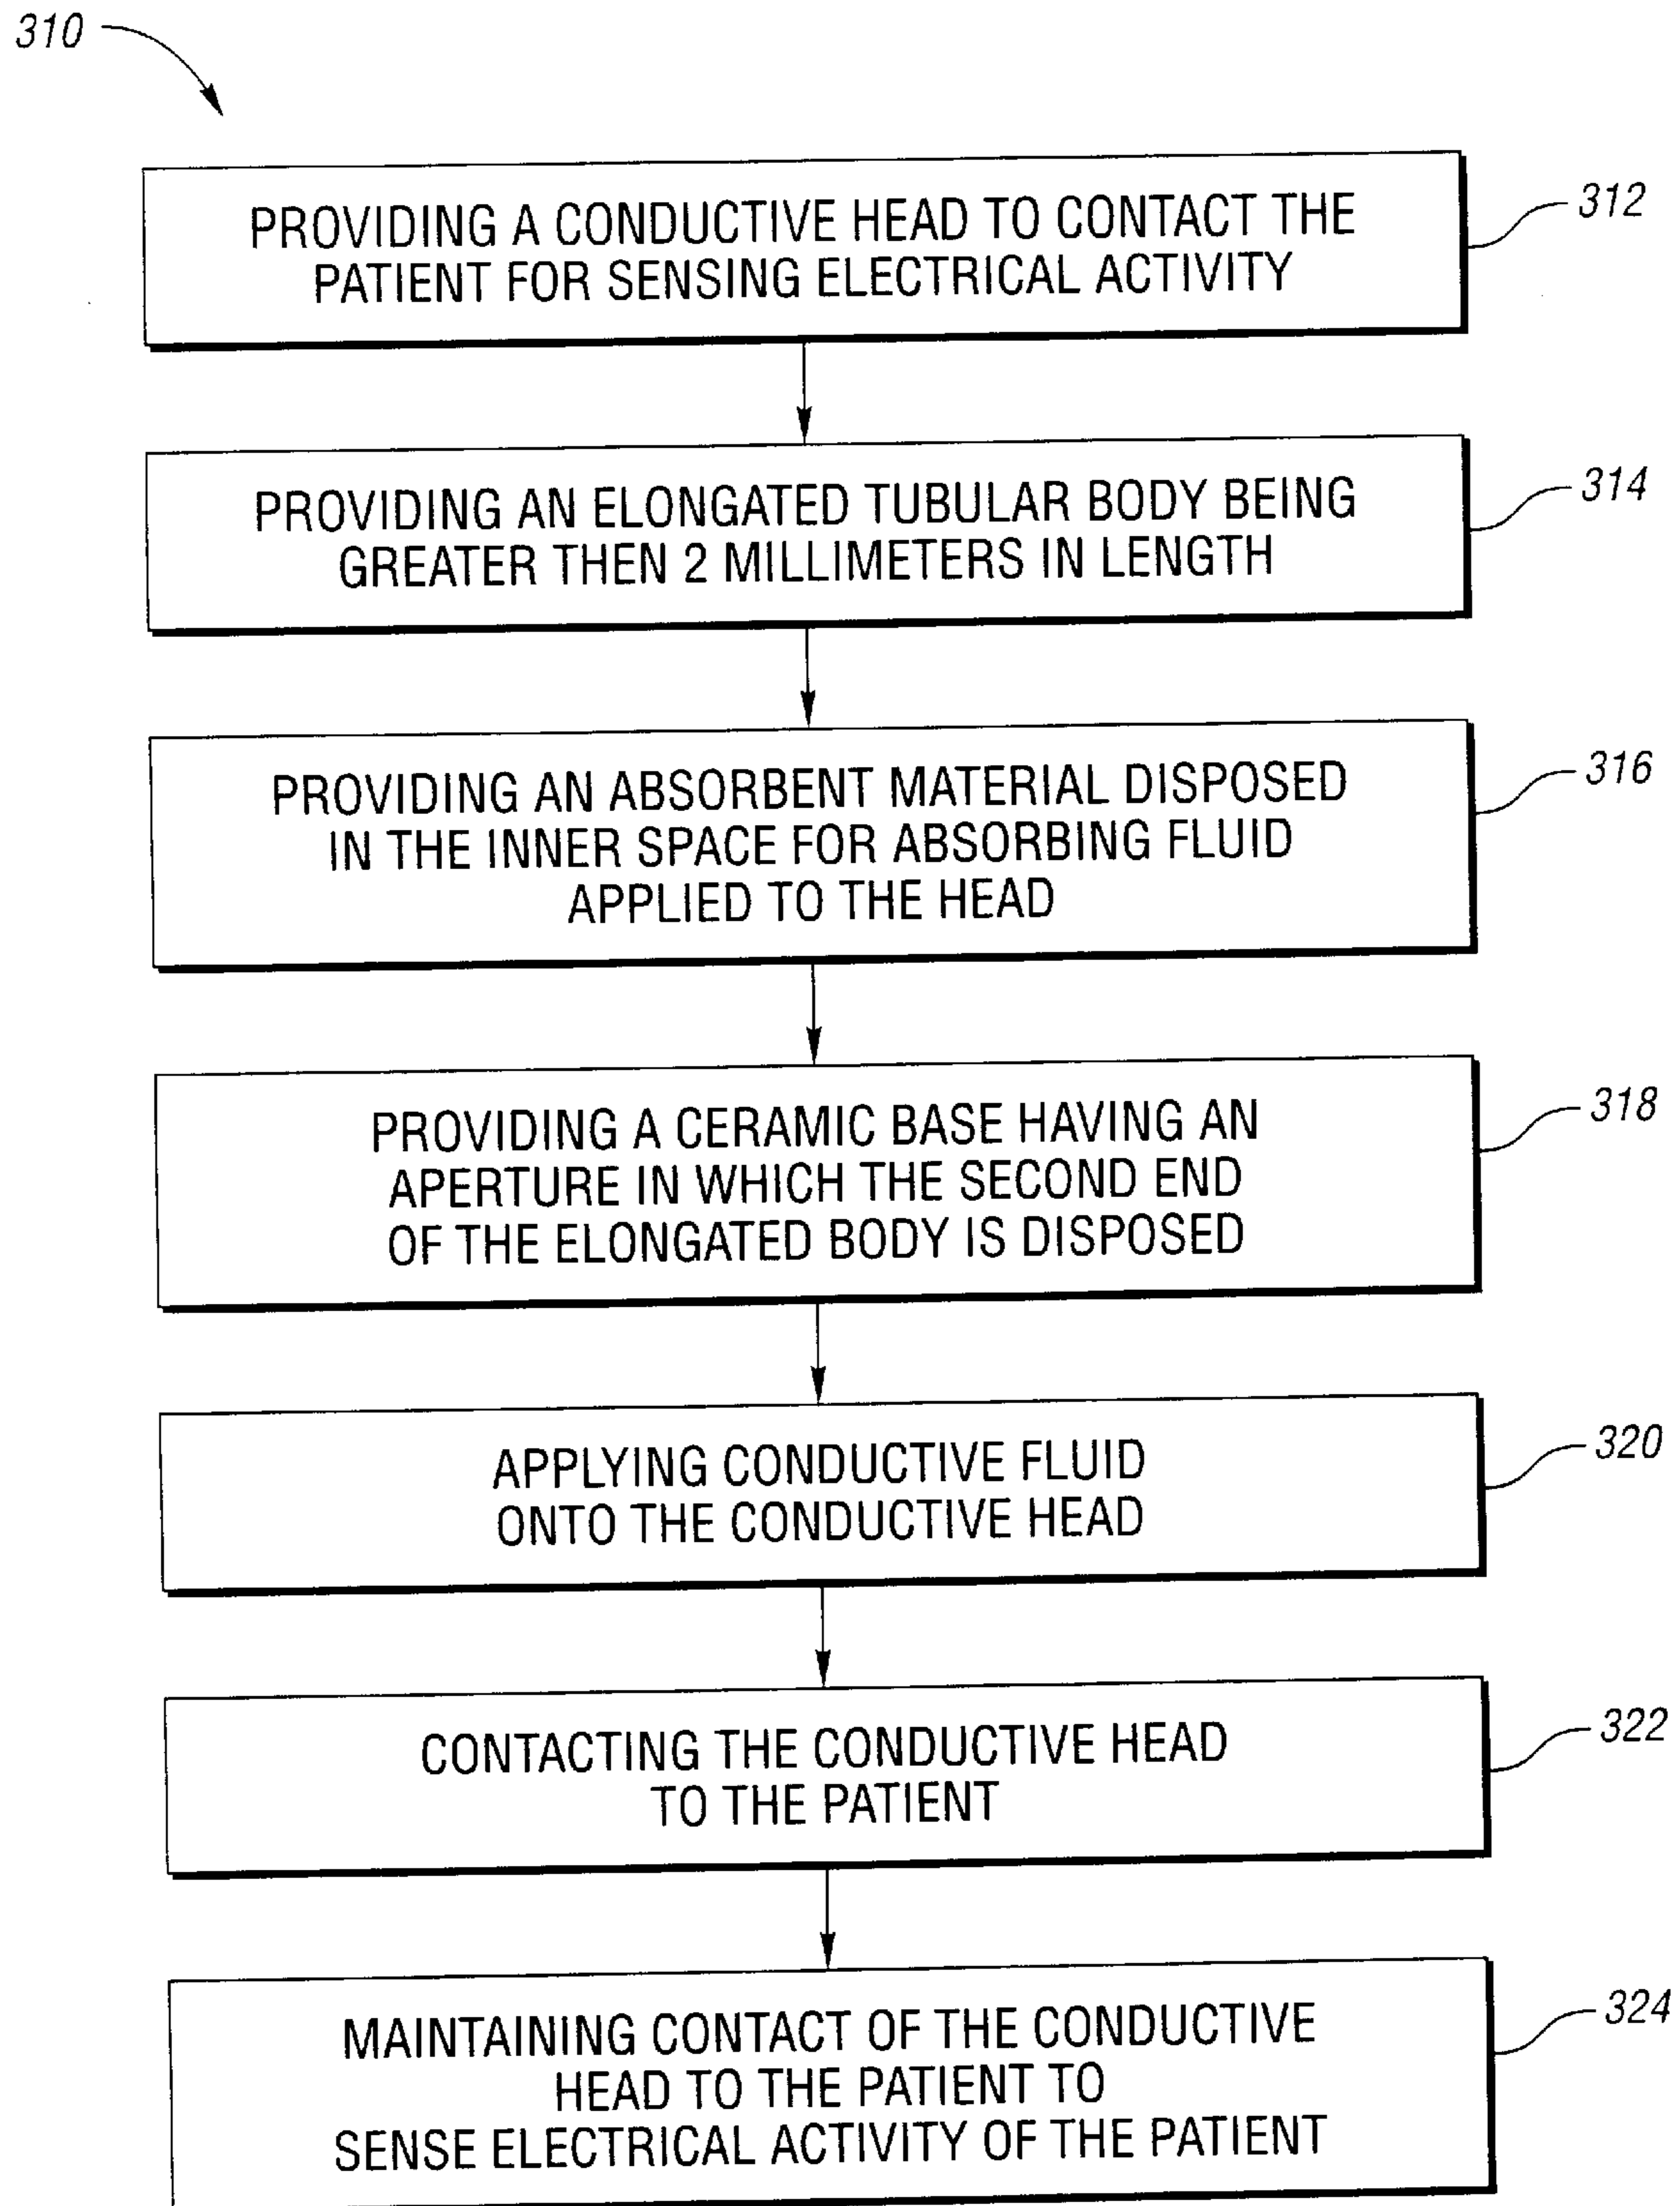 310
PROVIDING A CONDUCTIVE HEAD TO CONTACT THE
PATIENT FOR SENSING ELECTRICAL ACTIVITY
312
PROVIDING AN ELONGATED TUBULAR BODY BEING
GREATER THEN 2 MILLIMETERS IN LENGTH
314
PROVIDING AN ABSORBENT MATERIAL DISPOSED
IN THE INNER SPACE FOR ABSORBING FLUID
APPLIED TO THE HEAD
316
PROVIDING A CERAMIC BASE HAVING AN
APERTURE IN WHICH THE SECOND END
OF THE ELONGATED BODY IS DISPOSED
318
APPLYING CONDUCTIVE FLUID
ONTO THE CONDUCTIVE HEAD
320
CONTACTING THE CONDUCTIVE HEAD
TO THE PATIENT
322
MAINTAINING CONTACT OF THE CONDUCTIVE
HEAD TO THE PATIENT TO
SENSE ELECTRICAL ACTIVITY OF THE PATIENT
324